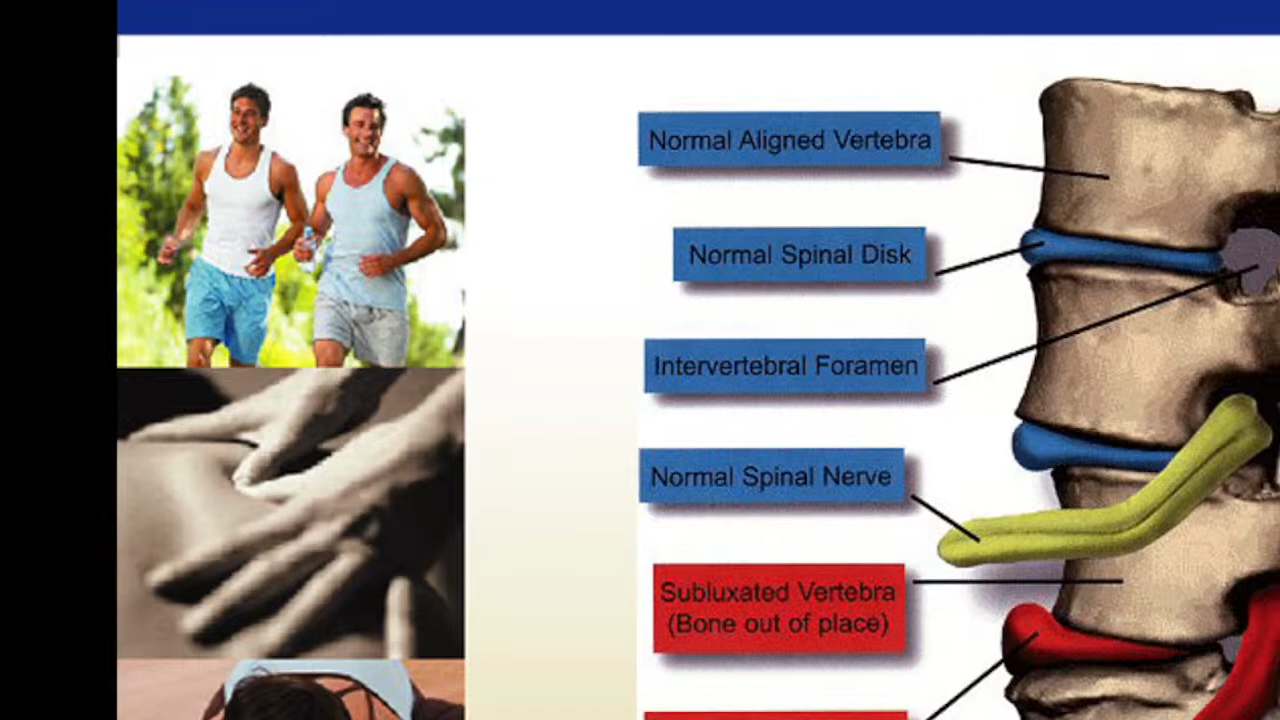 Normal Aligned Vertebra
Normal Spinal Disk
Intervertebral Foramen
Normal Spinal Nerve
Subluxated Vertebra
(Bone out of place)